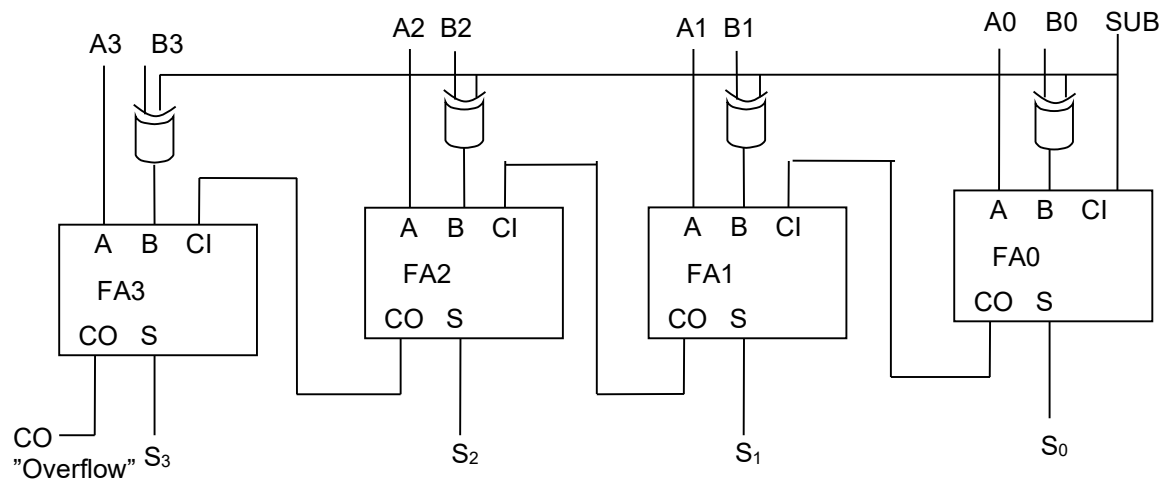 A3 B3 A2 B2 A1 B1 A0 B0 SUB
A B CI
FA3
CO S
A B CI
FA2
CO S
A B CI
FA1
CO S
A B CI
FA0
CO S
CO
”Overflow” S₃ S₂ S₁ S₀